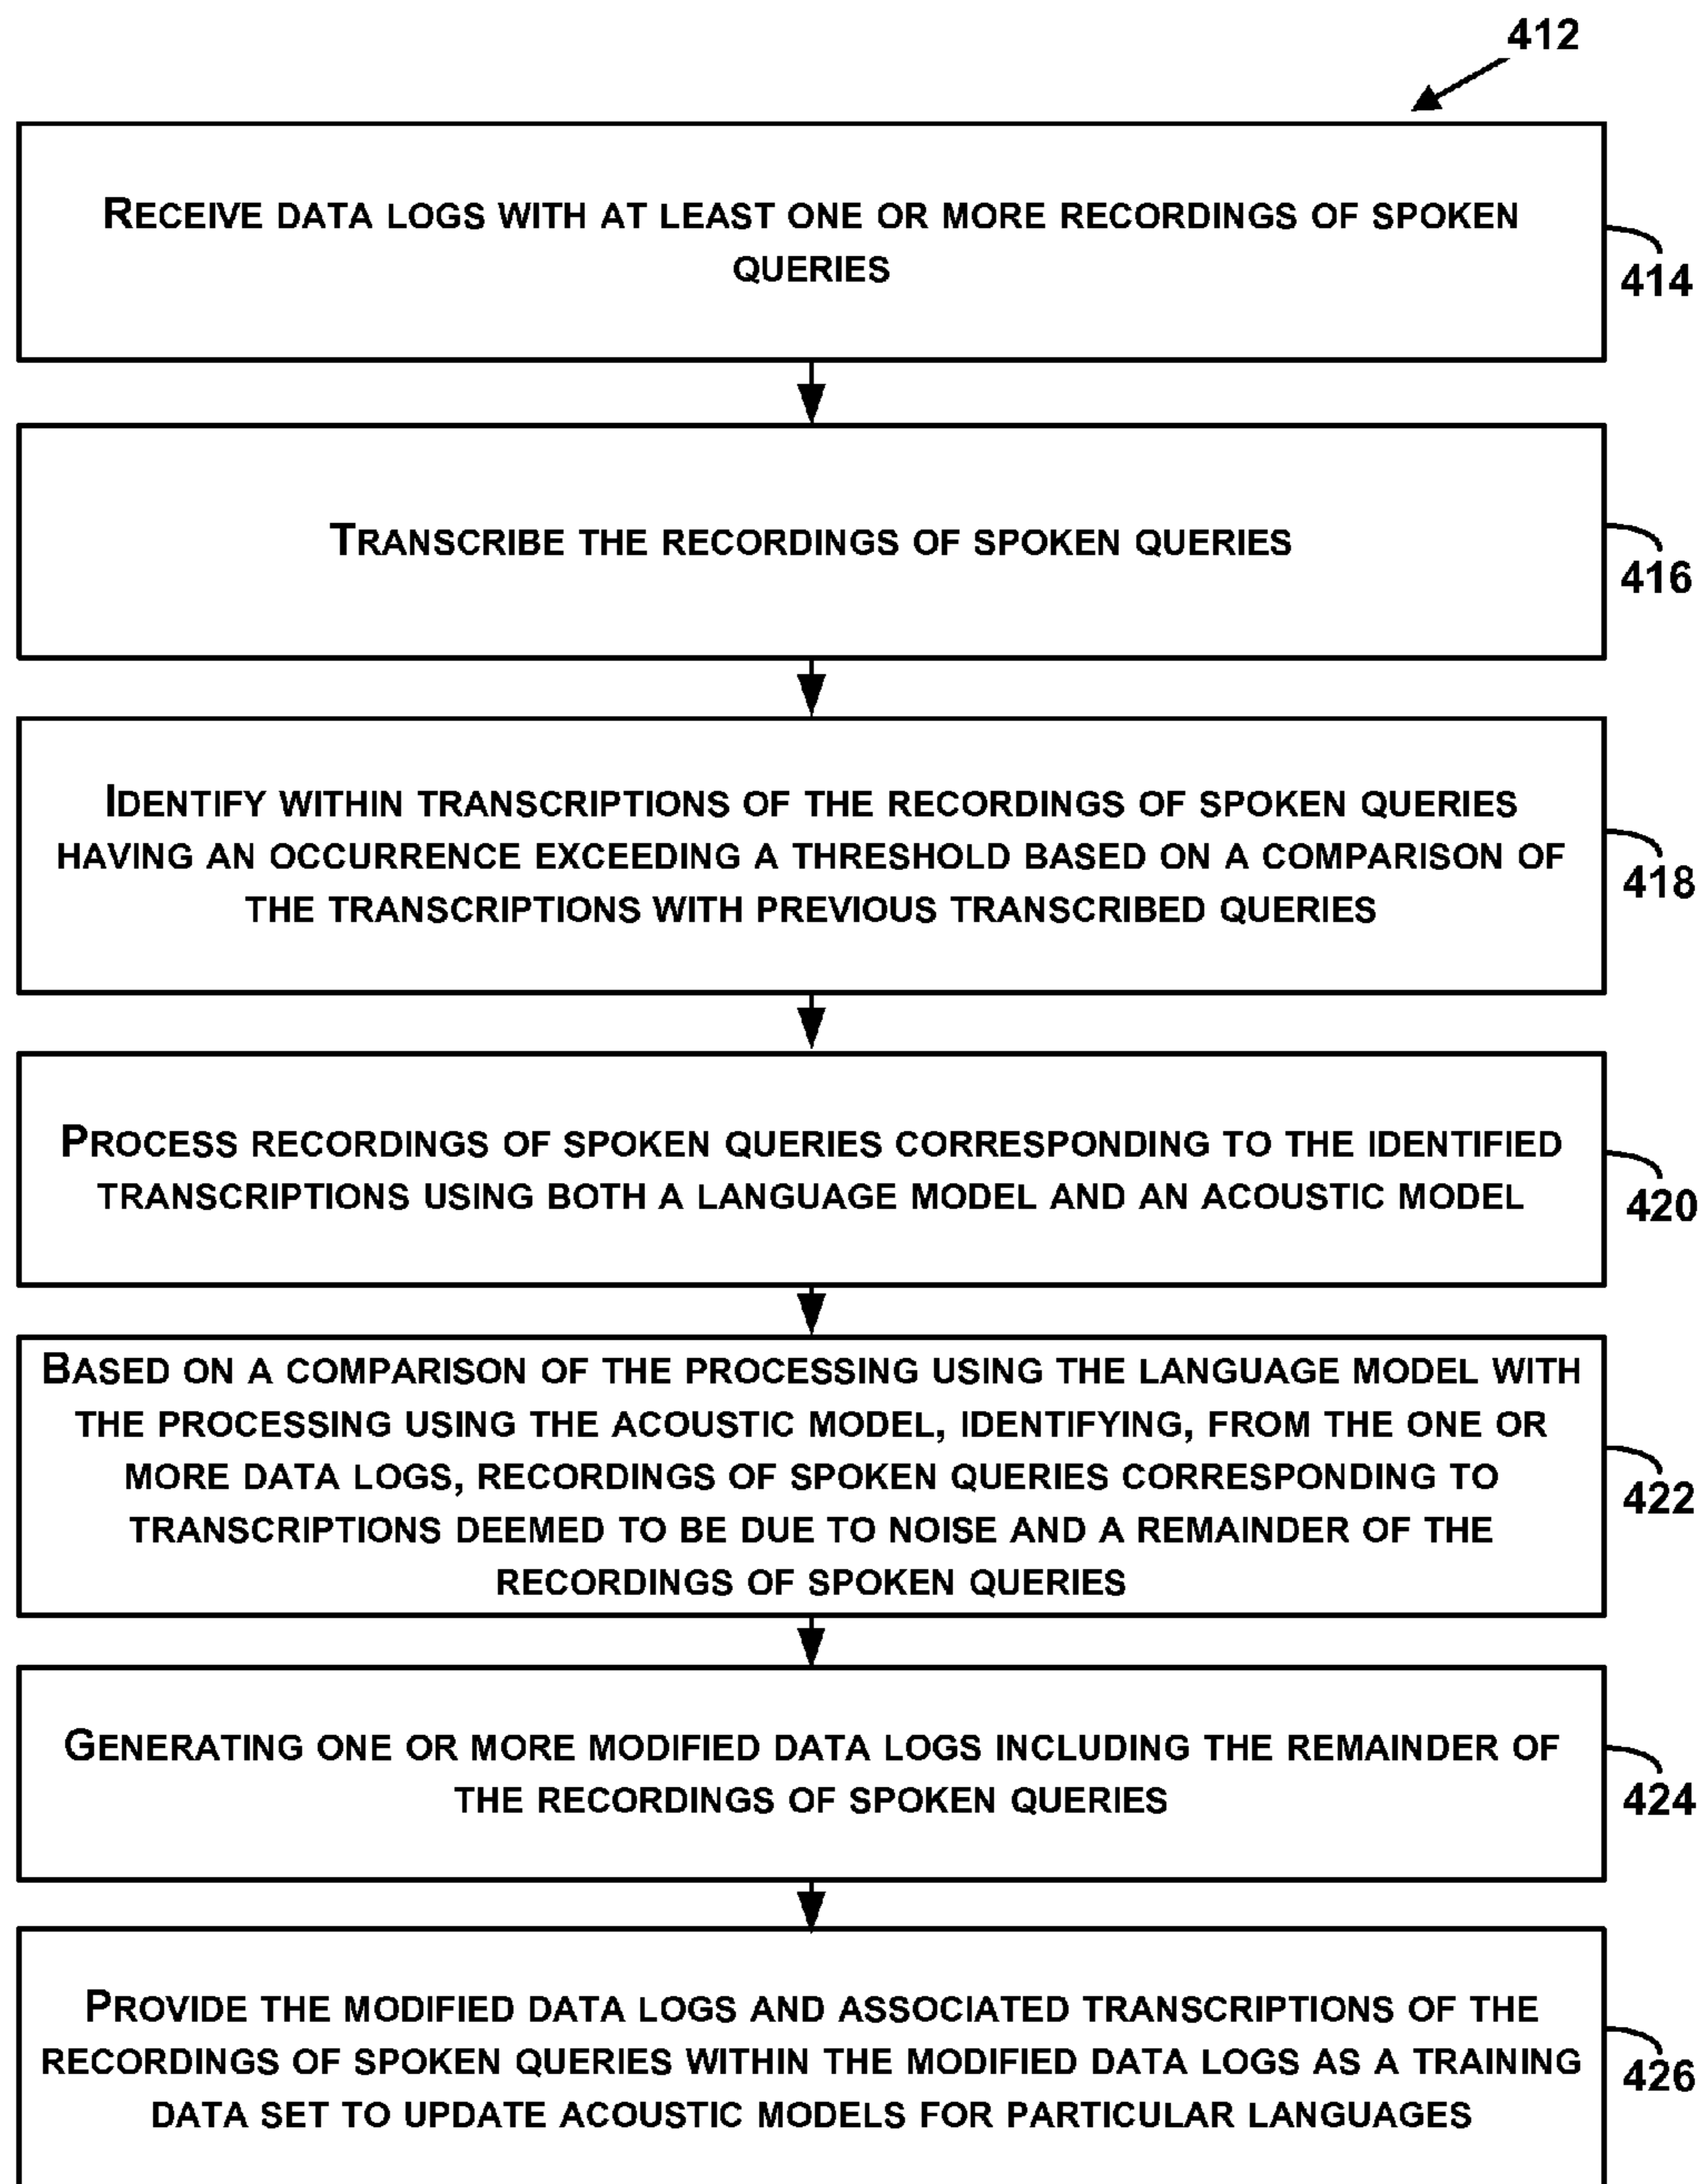 412
RECEIVE DATA LOGS WITH AT LEAST ONE OR MORE RECORDINGS OF SPOKEN
QUERIES
414
TRANSCRIBE THE RECORDINGS OF SPOKEN QUERIES
416
IDENTIFY WITHIN TRANSCRIPTIONS OF THE RECORDINGS OF SPOKEN QUERIES
HAVING AN OCCURRENCE EXCEEDING A THRESHOLD BASED ON A COMPARISON OF
THE TRANSCRIPTIONS WITH PREVIOUS TRANSCRIBED QUERIES
418
PROCESS RECORDINGS OF SPOKEN QUERIES CORRESPONDING TO THE IDENTIFIED
TRANSCRIPTIONS USING BOTH A LANGUAGE MODEL AND AN ACOUSTIC MODEL
420
BASED ON A COMPARISON OF THE PROCESSING USING THE LANGUAGE MODEL WITH
THE PROCESSING USING THE ACOUSTIC MODEL, IDENTIFYING, FROM THE ONE OR
MORE DATA LOGS, RECORDINGS OF SPOKEN QUERIES CORRESPONDING TO
TRANSCRIPTIONS DEEMED TO BE DUE TO NOISE AND A REMAINDER OF THE
RECORDINGS OF SPOKEN QUERIES
422
GENERATING ONE OR MORE MODIFIED DATA LOGS INCLUDING THE REMAINDER OF
THE RECORDINGS OF SPOKEN QUERIES
424
PROVIDE THE MODIFIED DATA LOGS AND ASSOCIATED TRANSCRIPTIONS OF THE
RECORDINGS OF SPOKEN QUERIES WITHIN THE MODIFIED DATA LOGS AS A TRAINING
DATA SET TO UPDATE ACOUSTIC MODELS FOR PARTICULAR LANGUAGES
426